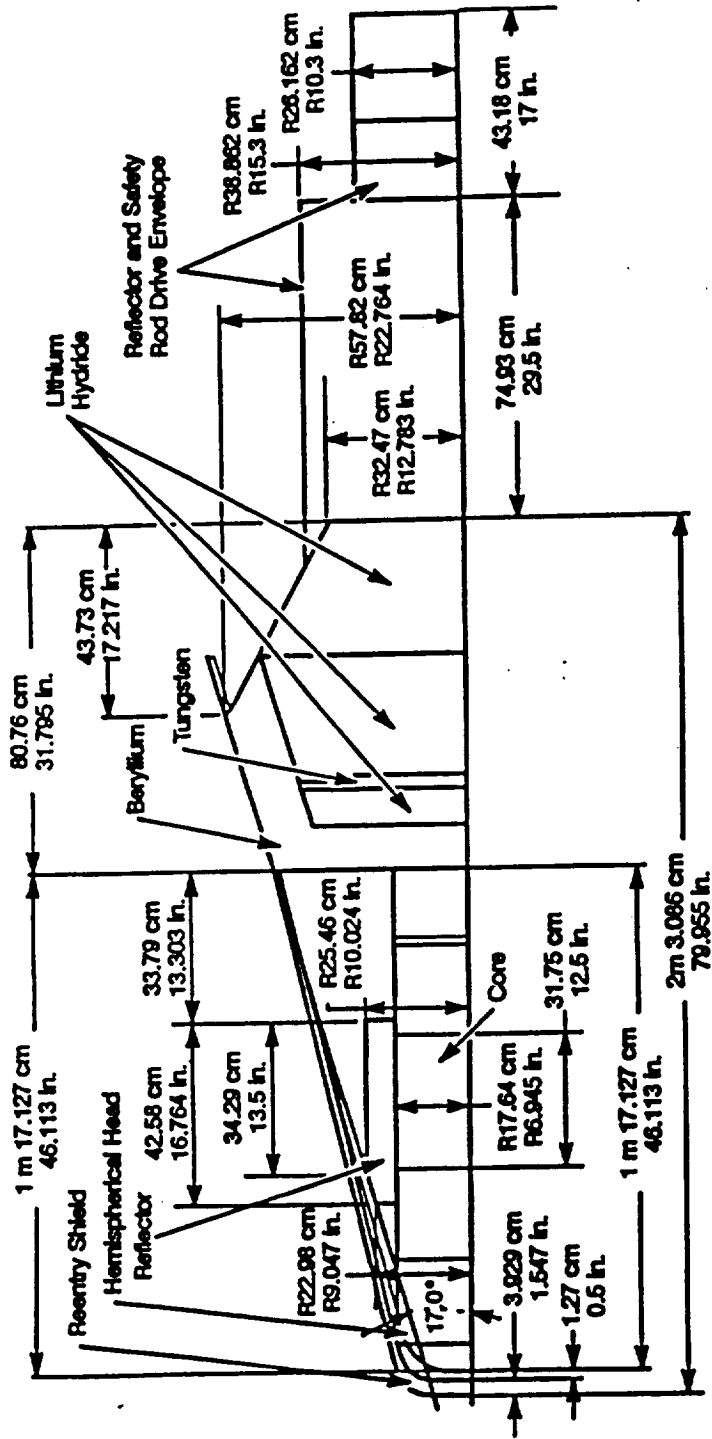 1 m 17.127 cm
46.113 in.
80.76 cm
31.795 in.
43.73 cm
17.217 in.
33.79 cm
13.303 in.
42.58 cm
16.764 in.
34.29 cm
13.5 in.
Reentry Shield
Hemispherical Head
Reflector
Beryllium
Tungsten
Lithium
Hydride
Reflector and Safety
Rod Drive Envelope
R38.862 cm
R15.3 in.
R26.162 cm
R10.3 in.
R57.82 cm
R22.764 in.
R32.47 cm
R12.783 in.
R25.46 cm
R10.024 in.
R22.98 cm
R9.047 in.
17.0°
R17.64 cm
R6.945 in.
Core
31.75 cm
12.5 in.
3.929 cm
1.547 in.
1.27 cm
0.5 in.
1 m 17.127 cm
46.113 in.
2m 3.086 cm
79.955 in.
74.93 cm
29.5 in.
43.18 cm
17 in.